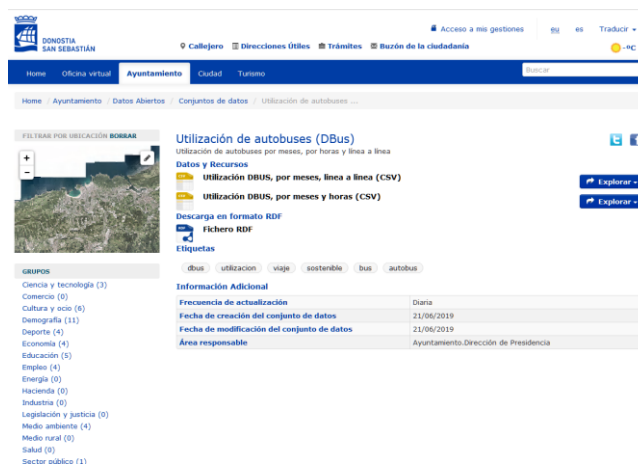 DONOSTIA
SAN SEBASTIÁN
Acceso a mis gestiones eu es Traducir
Callejero Direcciones Útiles Trámites Buzón de la ciudadanía
-ºC
Home Oficina virtual Ayuntamiento Ciudad Turismo
Buscar
Home / Ayuntamiento / Datos Abiertos / Conjuntos de datos / Utilización de autobuses ...
FILTRAR POR UBICACIÓN BORRAR
+
−
Utilización de autobuses (DBus)
Utilización de autobuses por meses, por horas y línea a línea
Datos y Recursos
Utilización DBUS, por meses, linea a línea (CSV)
Explorar
Utilización DBUS, por meses y horas (CSV)
Explorar
Descarga en formato RDF
Fichero RDF
Etiquetas
dbus utilizacion viaje sostenible bus autobus
Información Adicional
Frecuencia de actualización Diaria
Fecha de creación del conjunto de datos 21/06/2019
Fecha de modificación del conjunto de datos 21/06/2019
Área responsable Ayuntamiento.Dirección de Presidencia
GRUPOS
Ciencia y tecnología (3)
Comercio (0)
Cultura y ocio (6)
Demografía (11)
Deporte (4)
Economía (4)
Educación (5)
Empleo (4)
Energía (0)
Hacienda (0)
Industria (0)
Legislación y justicia (0)
Medio ambiente (4)
Medio rural (0)
Salud (0)
Sector público (1)